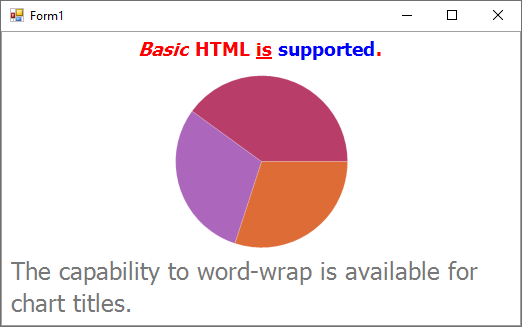 Form1
Basic HTML is supported.
The capability to word-wrap is available for
chart titles.